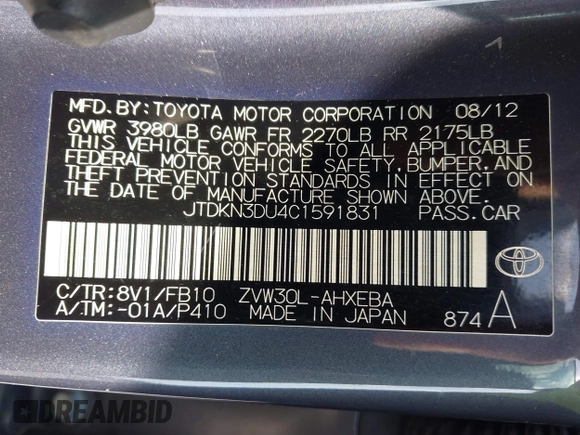 MFD.BY:TOYOTA MOTOR CORPORATION 08/12
GVWR 3980LB GAWR FR 2270LB RR 2175LB
THIS VEHICLE CONFORMS TO ALL APPLICABLE
FEDERAL MOTOR VEHICLE SAFETY,BUMPER,AND
THEFT PREVENTION STANDARDS IN EFFECT ON
THE DATE OF MANUFACTURE SHOWN ABOVE.
JTDKN3DU4C1591831 PASS.CAR
C/TR:8V1/FB10 ZVW30L-AHXEBA
A/TM:-01A/P410 MADE IN JAPAN 874 A
DREAMBID